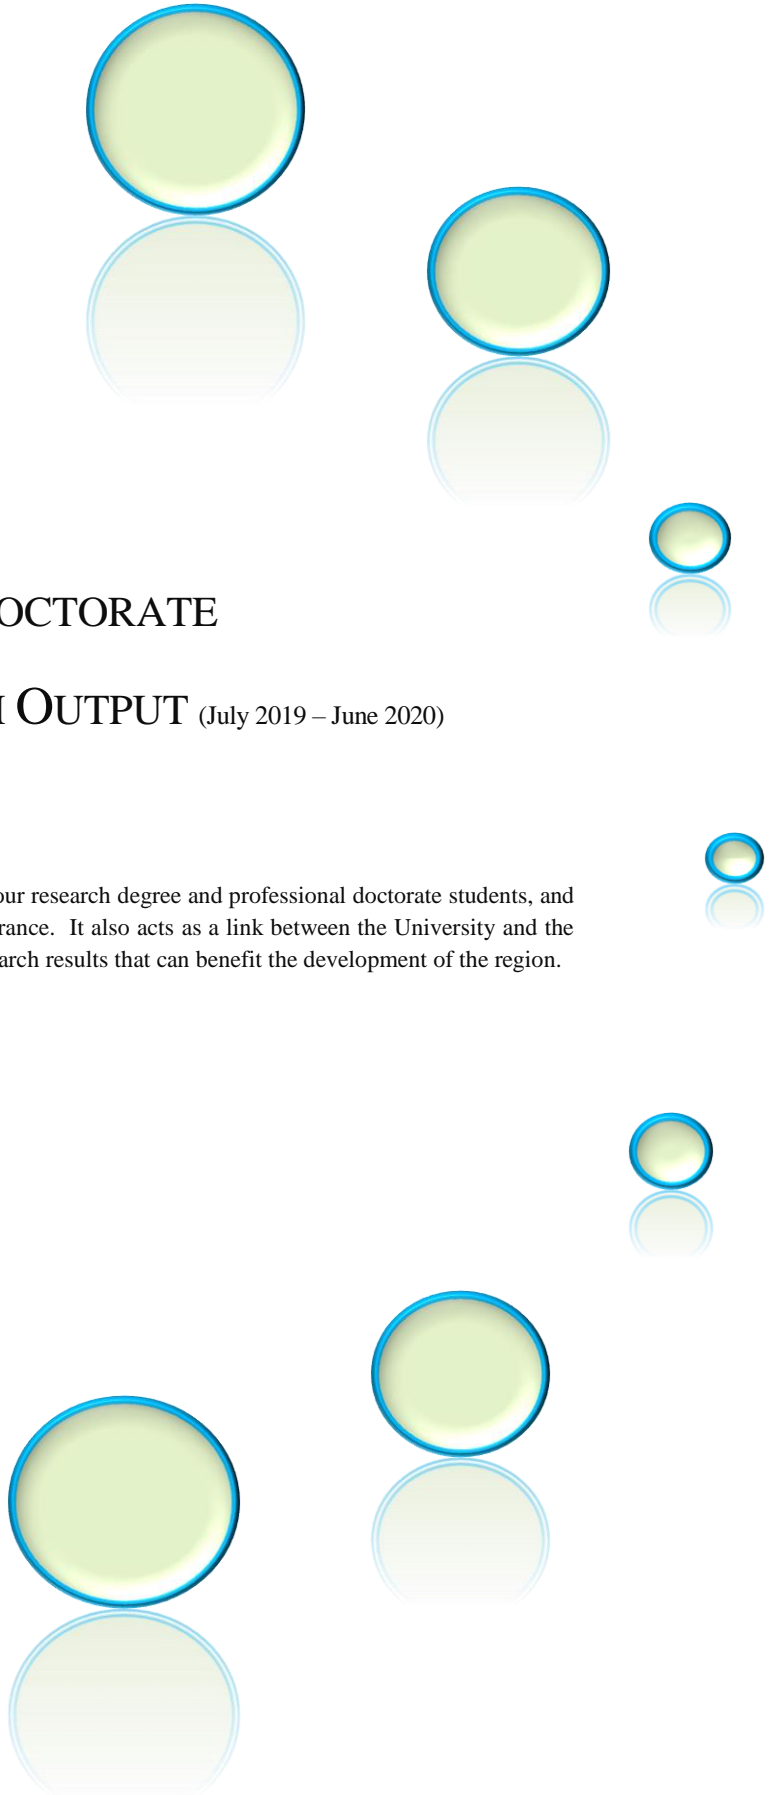 OCTORATE
OUTPUT (July 2019 – June 2020)
our research degree and professional doctorate students, and
rance. It also acts as a link between the University and the
arch results that can benefit the development of the region.